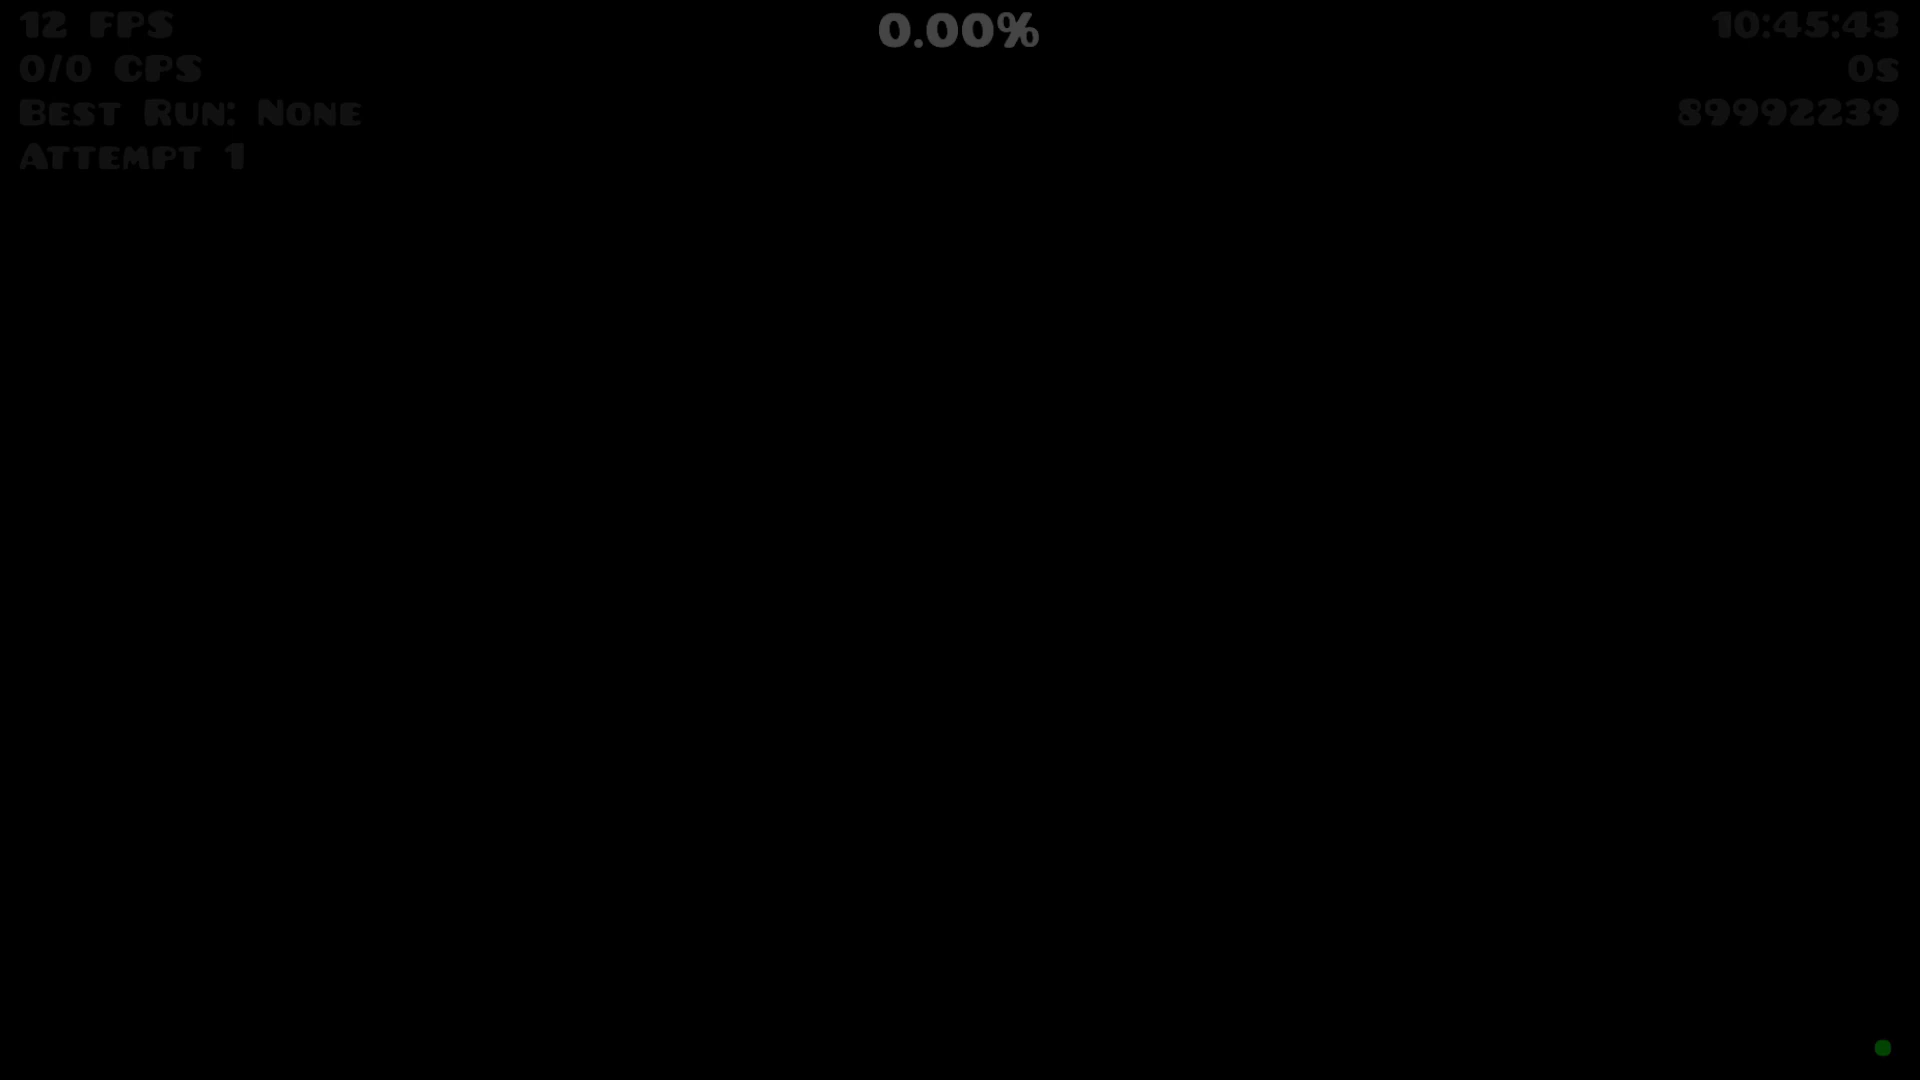 12 FPS
0/0 CPS
Best Run: None
Attempt 1
0.00%
10:45:43
0s
89992239